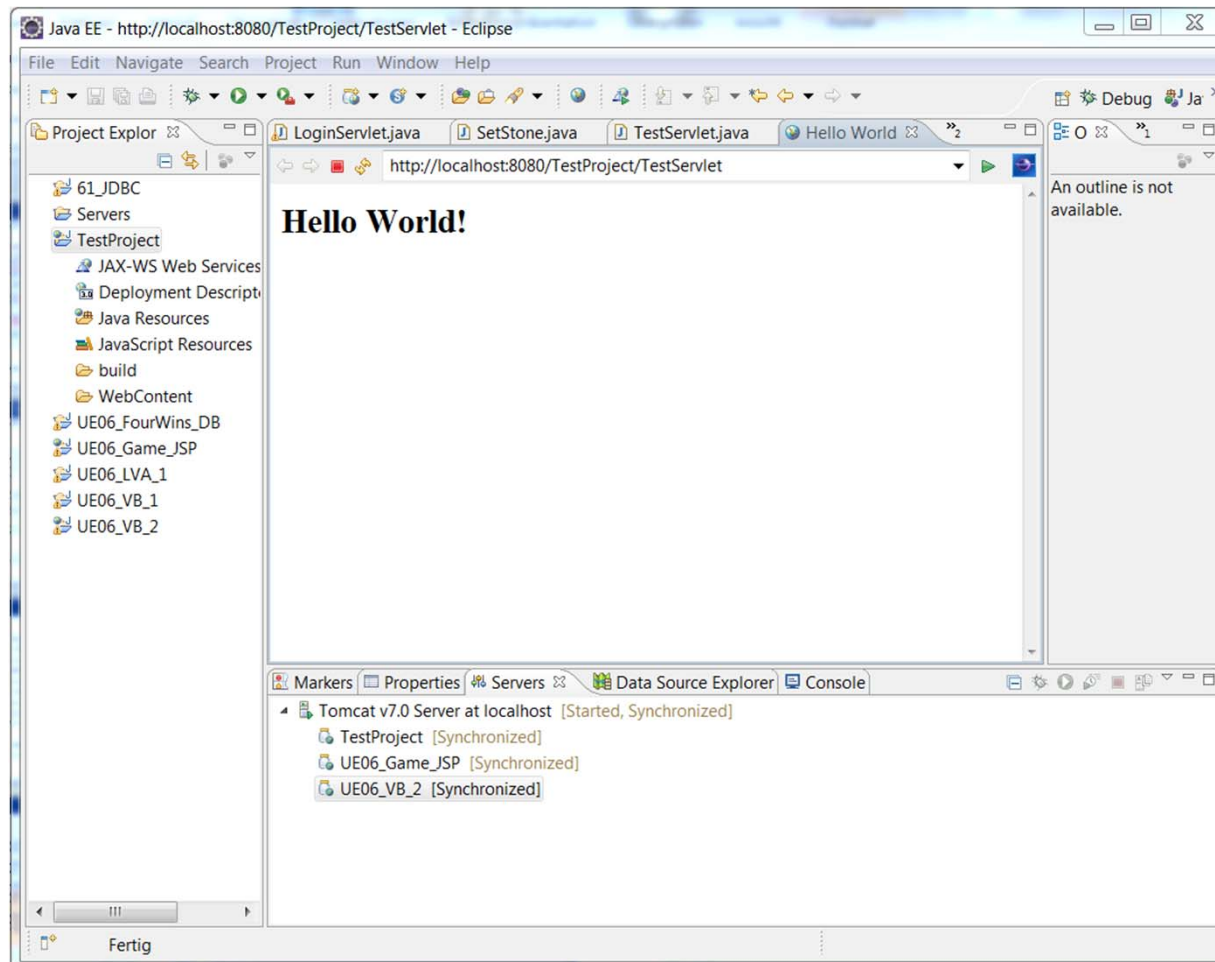 Java EE - http://localhost:8080/TestProject/TestServlet - Eclipse
File Edit Navigate Search Project Run Window Help
Debug Ja
Project Explor
LoginServlet.java SetStone.java TestServlet.java Hello World »2
O »1
http://localhost:8080/TestProject/TestServlet
An outline is not
available.
Hello World!
61_JDBC
Servers
TestProject
JAX-WS Web Services
Deployment Descript
Java Resources
JavaScript Resources
build
WebContent
UE06_FourWins_DB
UE06_Game_JSP
UE06_LVA_1
UE06_VB_1
UE06_VB_2
Markers Properties Servers Data Source Explorer Console
Tomcat v7.0 Server at localhost [Started, Synchronized]
TestProject [Synchronized]
UE06_Game_JSP [Synchronized]
UE06_VB_2 [Synchronized]
Fertig